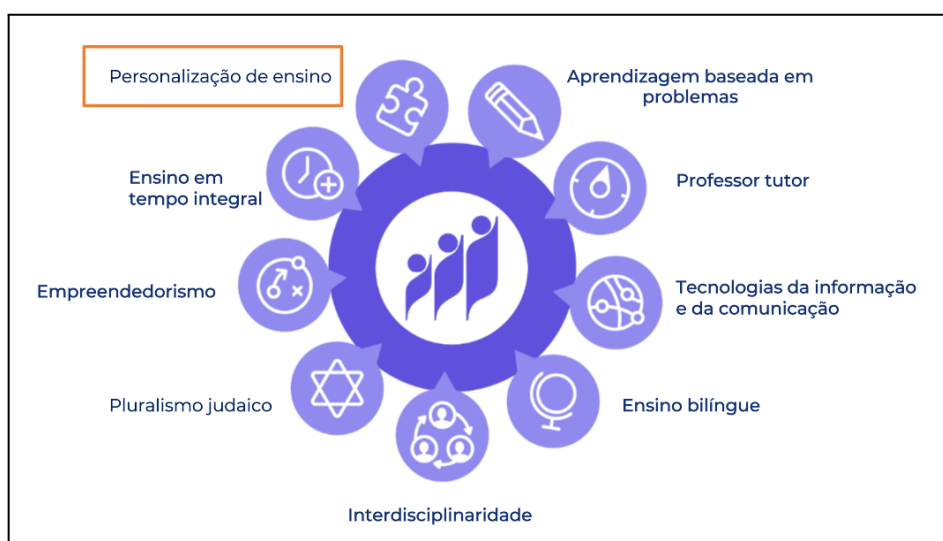 Personalização de ensino
Aprendizagem baseada em
problemas
Ensino em
tempo integral
Professor tutor
Empreendedorismo
Tecnologias da informação
e da comunicação
Pluralismo judaico
Ensino bilíngue
Interdisciplinaridade